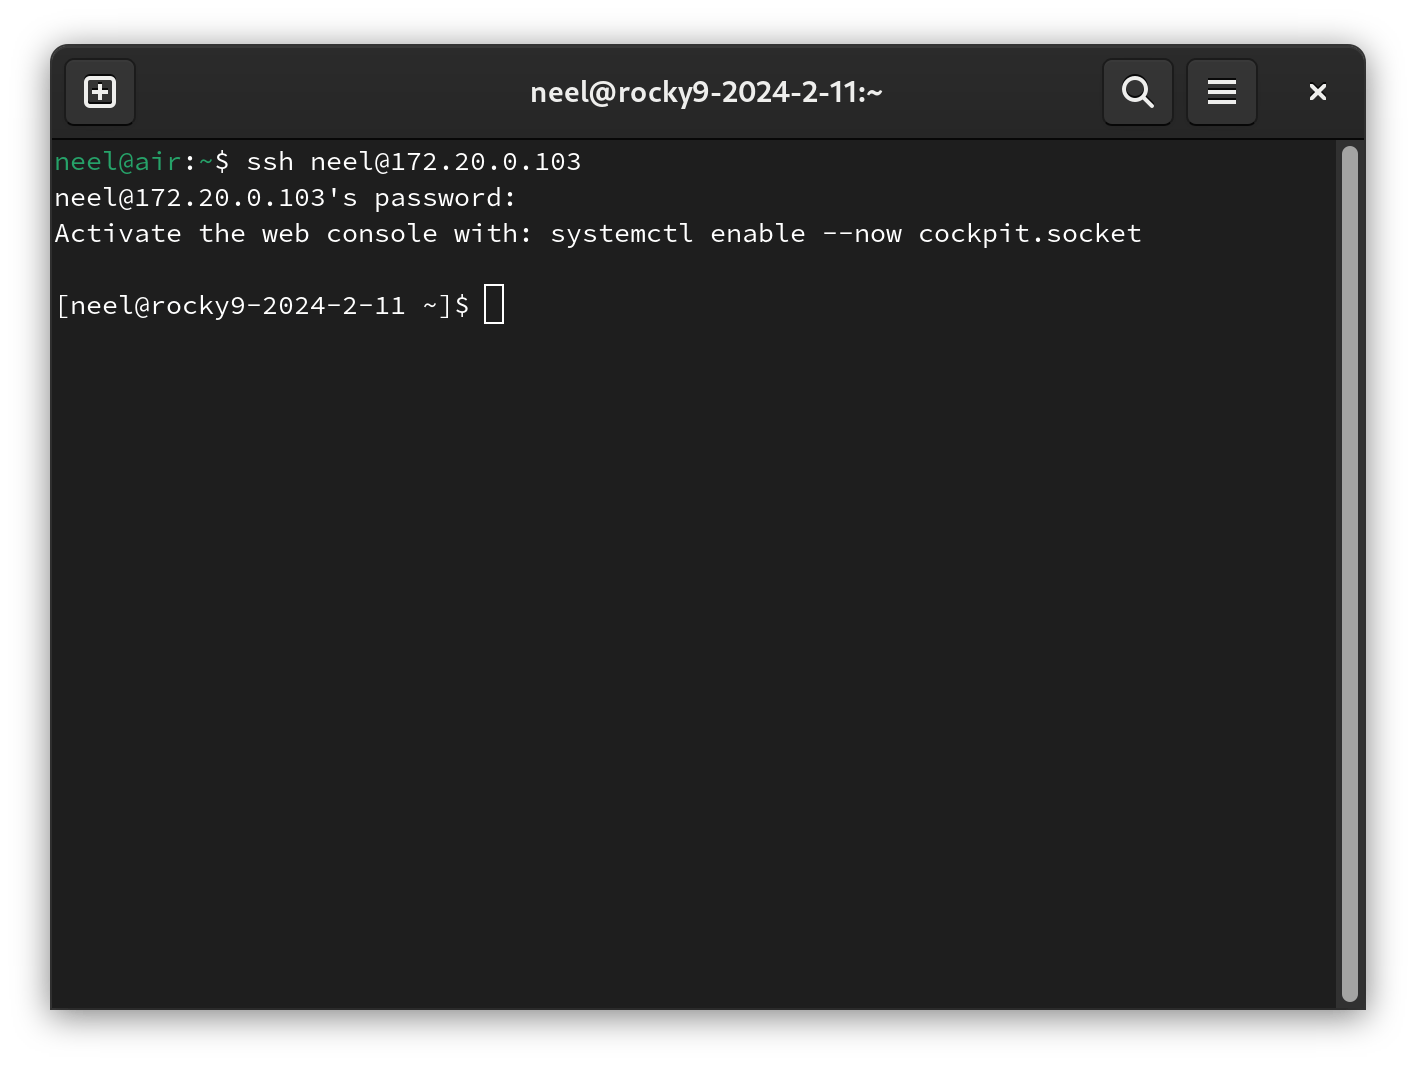 neel@rocky9-2024-2-11:~
neel@air:~$ ssh neel@172.20.0.103
neel@172.20.0.103's password:
Activate the web console with: systemctl enable --now cockpit.socket
[neel@rocky9-2024-2-11 ~]$